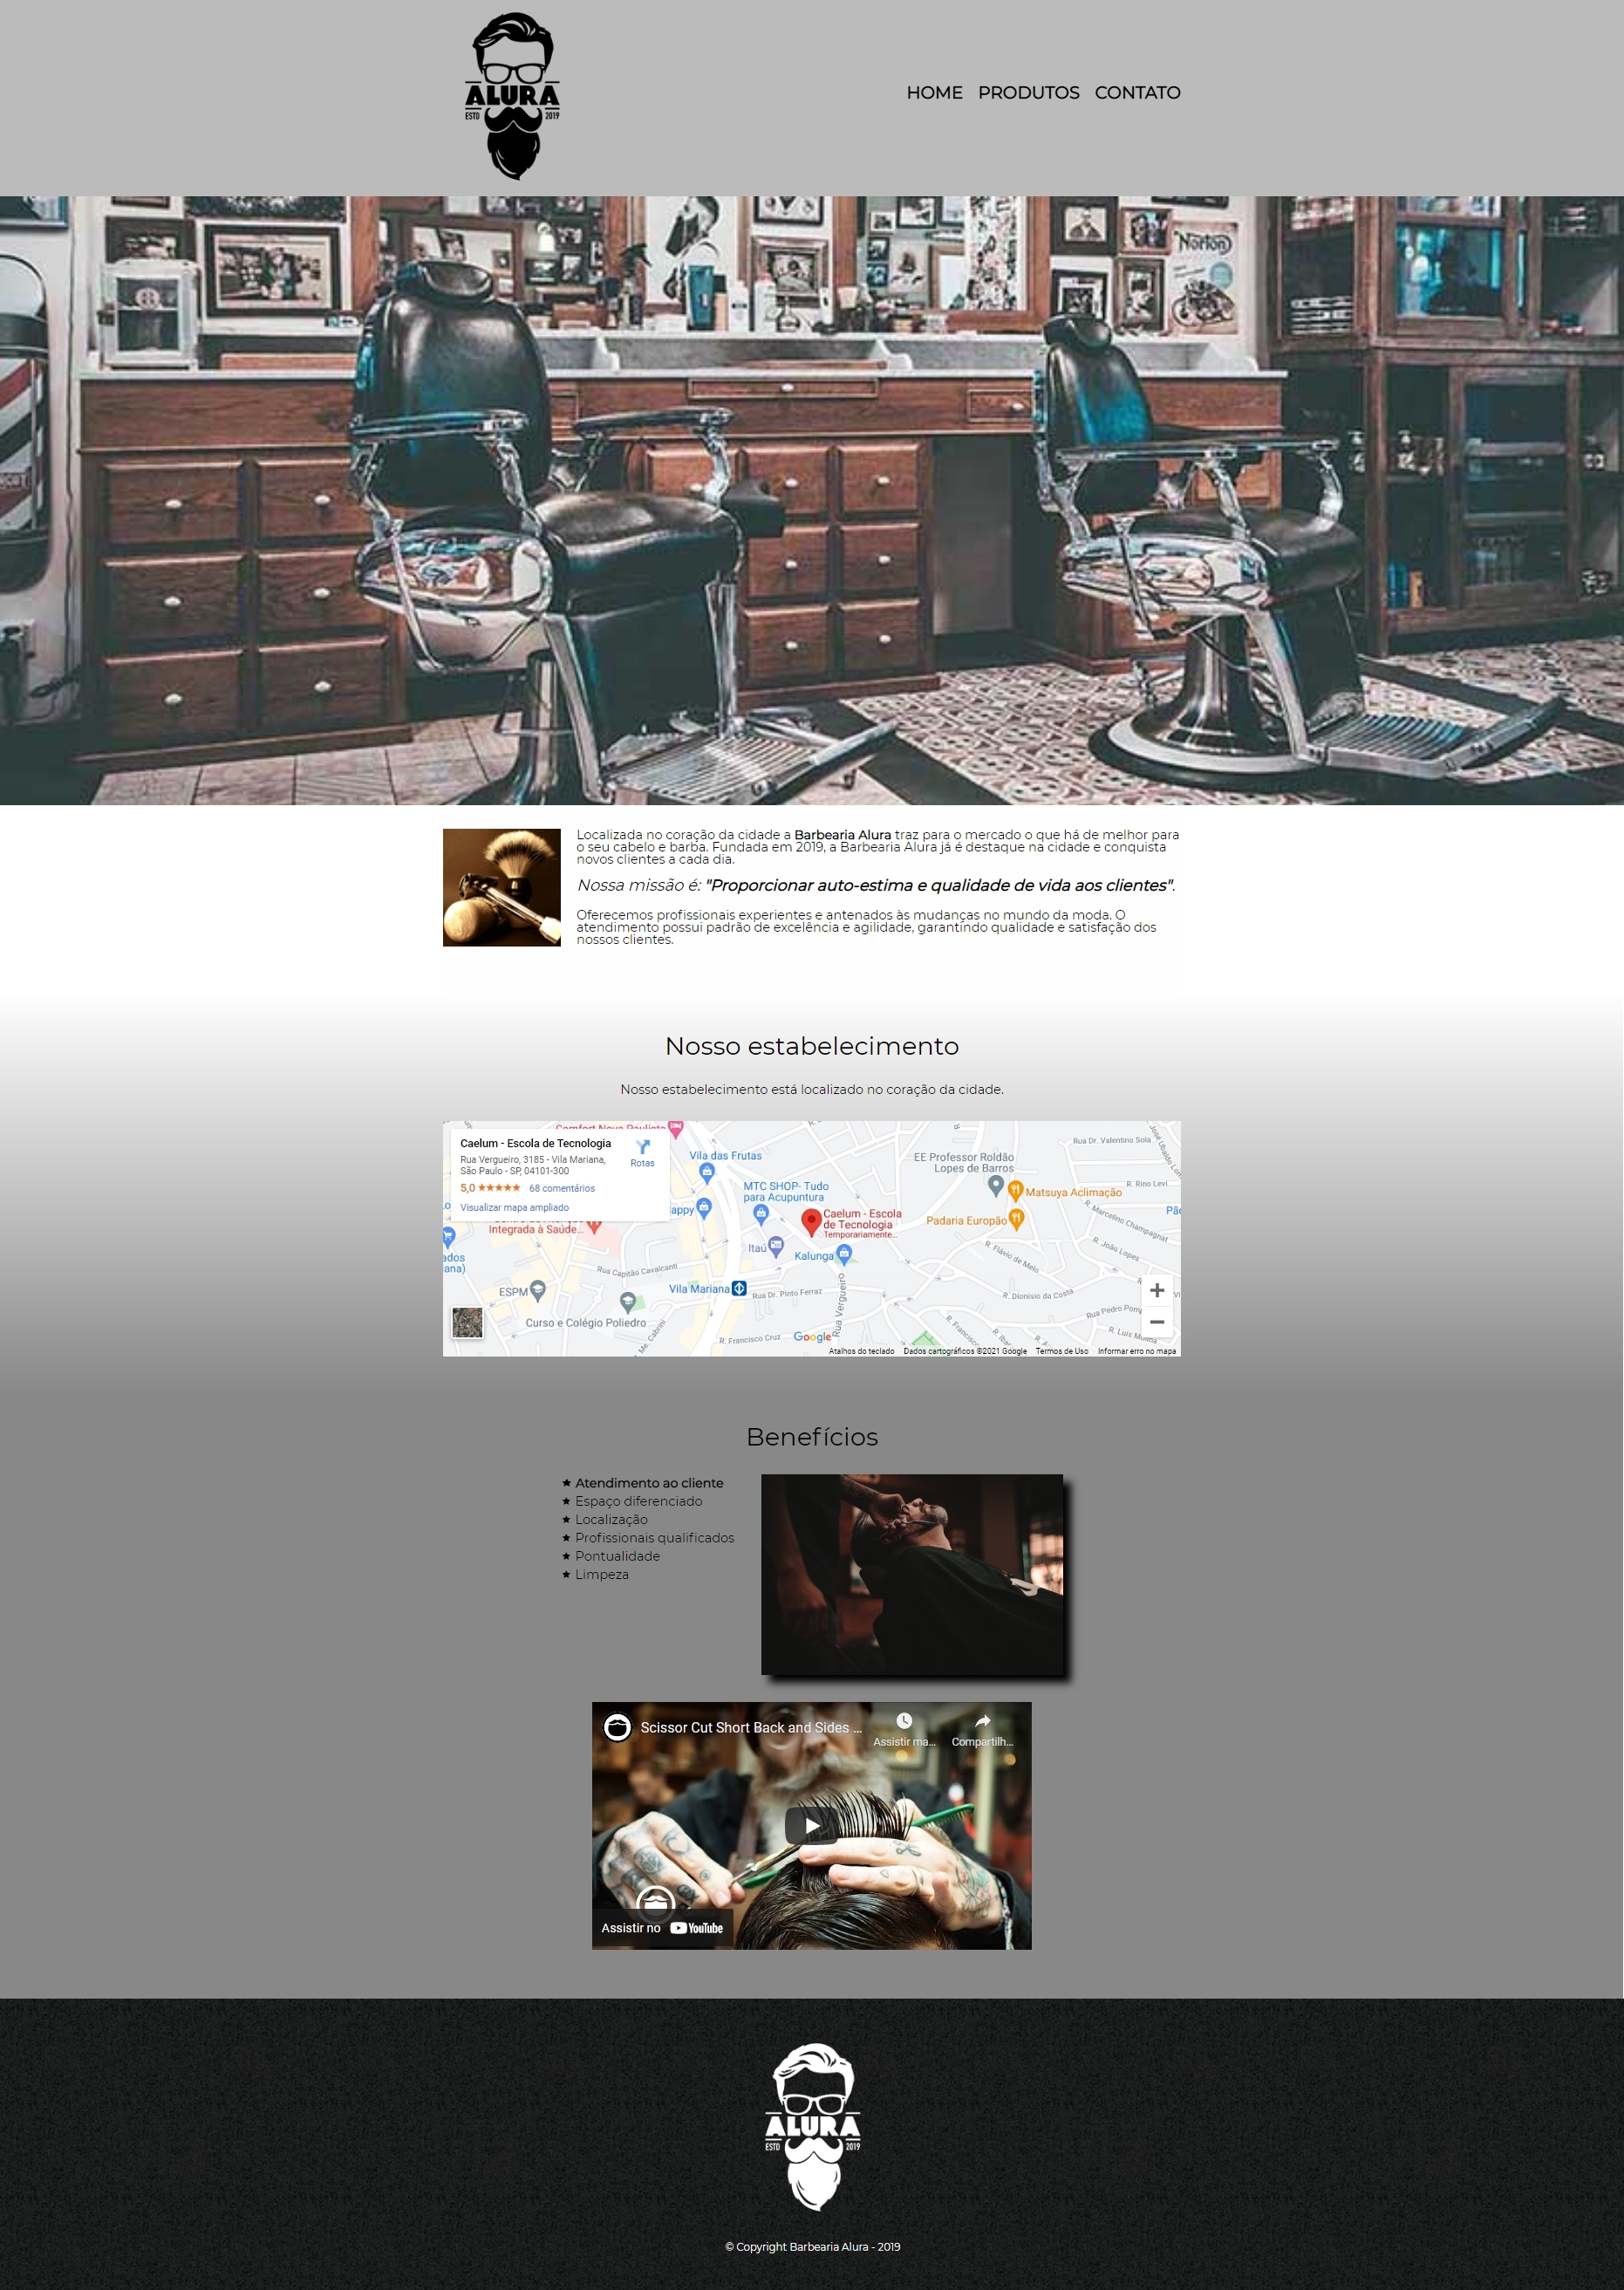 ALURA
ESTD 2019
HOME PRODUTOS CONTATO
Norton
Localizada no coração da cidade a Barbearia Alura traz para o mercado o que há de melhor para
o seu cabelo e barba. Fundada em 2019, a Barbearia Alura já é destaque na cidade e conquista
novos clientes a cada dia.
Nossa missão é: "Proporcionar auto-estima e qualidade de vida aos clientes".
Oferecemos profissionais experientes e antenados às mudanças no mundo da moda. O
atendimento possui padrão de excelência e agilidade, garantindo qualidade e satisfação dos
nossos clientes.
Nosso estabelecimento
Nosso estabelecimento está localizado no coração da cidade.
Caelum - Escola de Tecnologia
Rua Vergueiro, 3185 - Vila Mariana,
São Paulo - SP, 04101-300
5,0 68 comentários
Visualizar mapa ampliado
Rotas
Integrada à Saúde...
Vila das Frutas
MTC SHOP- Tudo
para Acupuntura
appy
Caelum - Escola
de Tecnologia
Temporariamente...
Itaú
Kalunga
EE Professor Roldão
Lopes de Barros
Matsuya Aclimação
Padaria Europão
Rua Dr. Valentino Sola
R. Rino Levi
R. Marcelino Champagnat
R. João Lopes
R. Flávio de Melo
R. Dionísio da Costa
Rua Capitão Cavalcanti
ESPM
Vila Mariana
Rua Dr. Pinto Ferraz
Rua Vergueiro
Curso e Colégio Poliedro
R. Francisco Cruz
Google
Atalhos do teclado Dados cartográficos ©2021 Google Termos de Uso Informar erro no mapa
Benefícios
Atendimento ao cliente
Espaço diferenciado
Localização
Profissionais qualificados
Pontualidade
Limpeza
Scissor Cut Short Back and Sides ...
Assistir ma... Compartilh...
Assistir no YouTube
ALURA
ESTD 2019
© Copyright Barbearia Alura - 2019